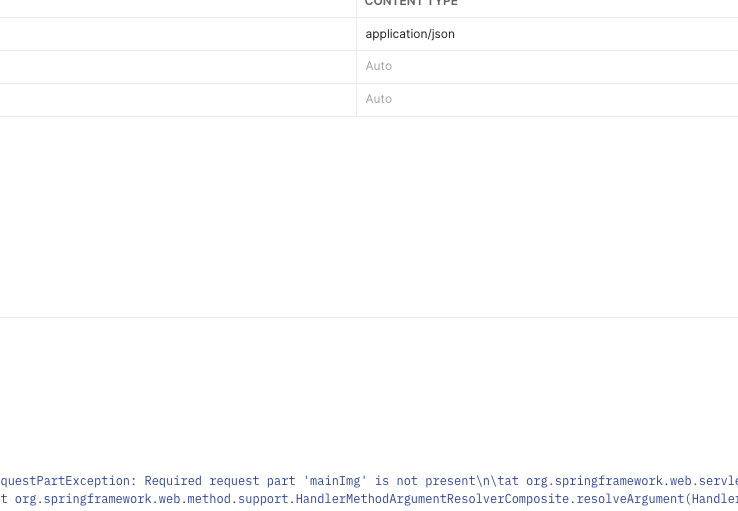 CONTENT TYPE
application/json
Auto
Auto
questPartException: Required request part 'mainImg' is not present\n\tat org.springframework.web.servle
t org.springframework.web.method.support.HandlerMethodArgumentResolverComposite.resolveArgument(Handler